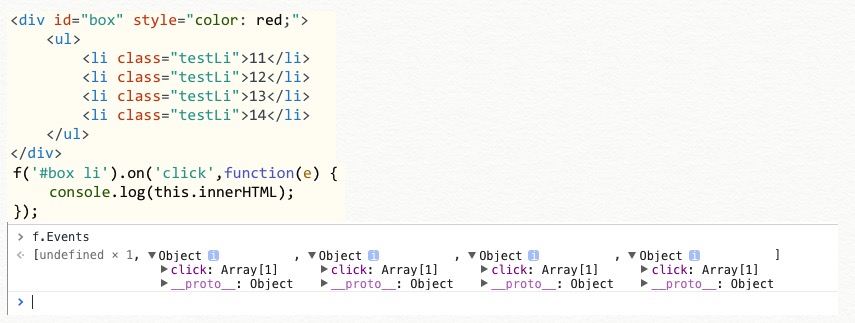 <div id="box" style="color: red;">
<ul>
<li class="testLi">11</li>
<li class="testLi">12</li>
<li class="testLi">13</li>
<li class="testLi">14</li>
</ul>
</div>
f('#box li').on('click',function(e) {
console.log(this.innerHTML);
});
> f.Events
<· [undefined × 1, ▼Object i , ▼Object i , ▼Object i , ▼Object i ]
▶click: Array[1] ▶click: Array[1] ▶click: Array[1] ▶click: Array[1]
▶__proto__: Object ▶__proto__: Object ▶__proto__: Object ▶__proto__: Object
>